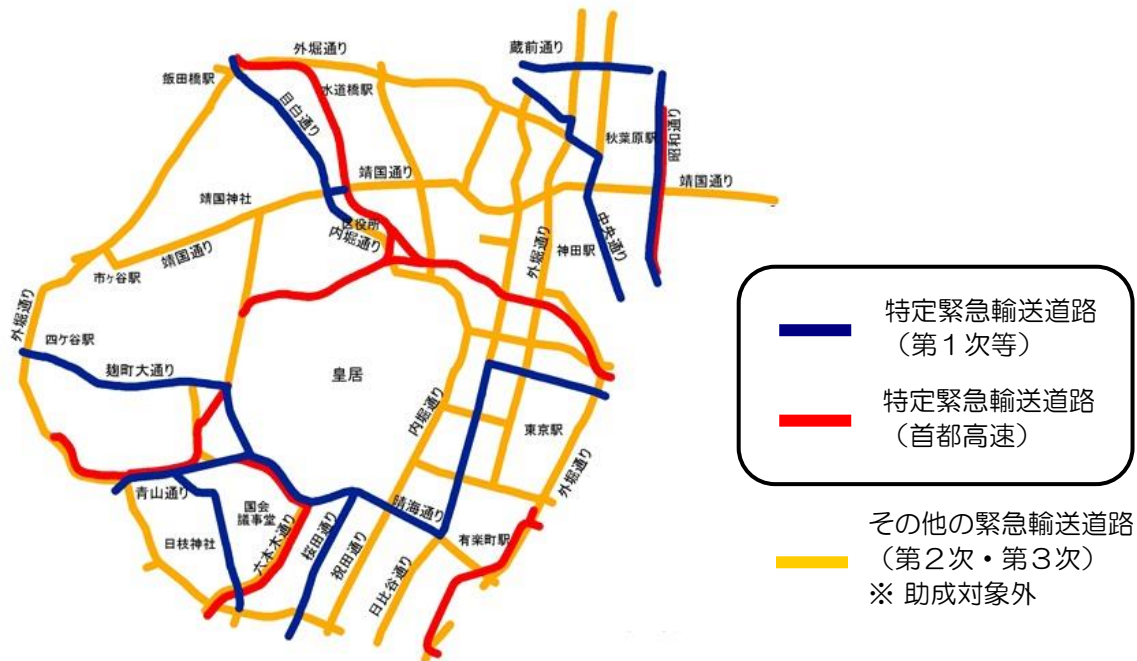 外堀通り
蔵前通り
飯田橋駅
水道橋駅
目白通り
秋葉原駅
昭和通り
靖国通り
靖国通り
靖国神社
区役所
内堀通り
靖国通り
外堀通り
神田駅
中央通り
市ヶ谷駅
外堀通り
四ケ谷駅
麹町大通り
皇居
内堀通り
東京駅
外堀通り
青山通り
国会
議事堂
晴海通り
日枝神社
六本木通り
桜田通り
祝田通り
有楽町駅
日比谷通り
特定緊急輸送道路
(第1次等)
特定緊急輸送道路
(首都高速)
その他の緊急輸送道路
(第2次・第3次)
※ 助成対象外